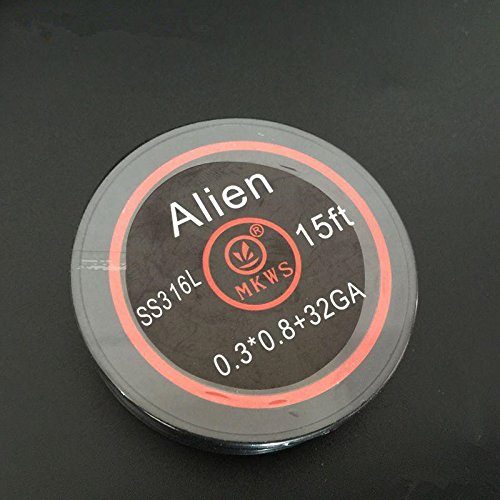 Alien
15ft
®
MKWS
SS316L
0.3*0.8+32GA